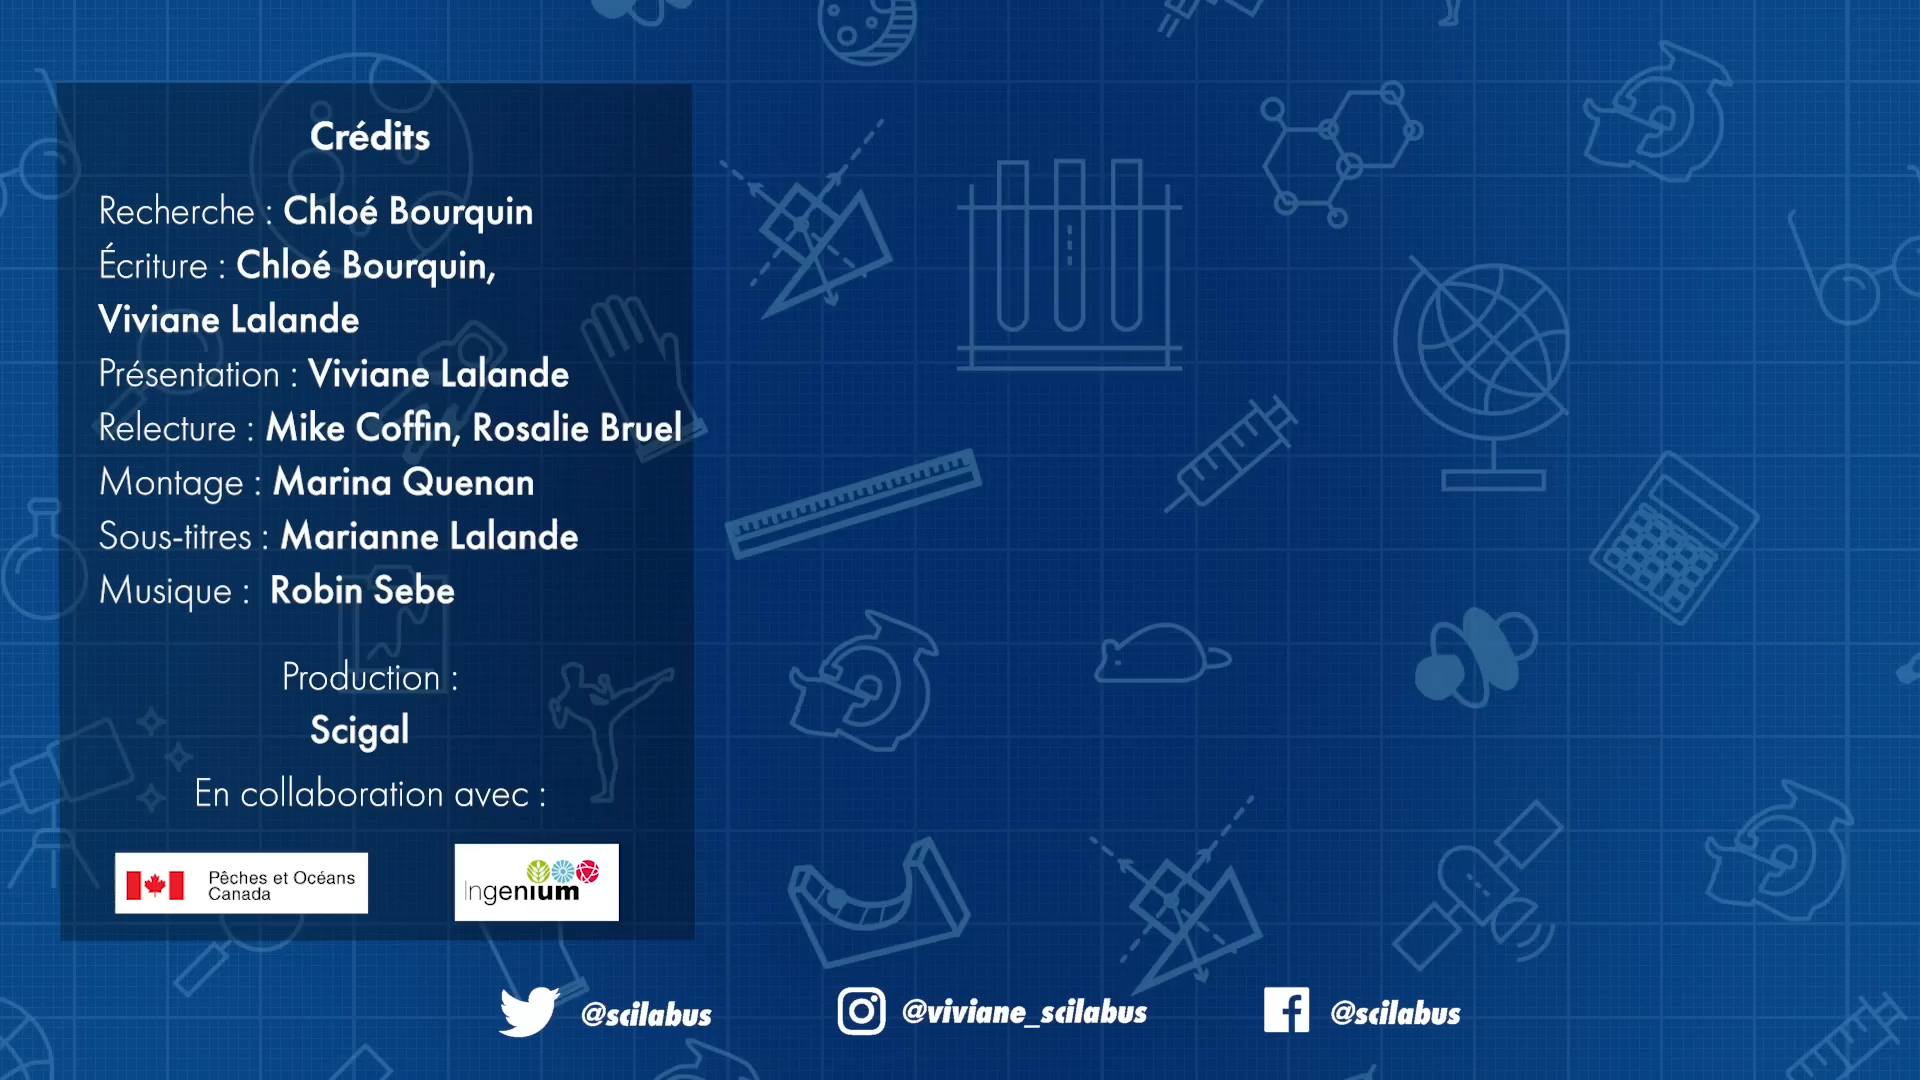 Crédits
Recherche : Chloé Bourquin
Écriture : Chloé Bourquin,
Viviane Lalande
Présentation : Viviane Lalande
Relecture : Mike Coffin, Rosalie Bruel
Montage : Marina Quenan
Sous-titres : Marianne Lalande
Musique : Robin Sebe
Production :
Scigal
En collaboration avec :
Pêches et Océans
Canada
Ingenium
@scilabus
@viviane_scilabus
@scilabus